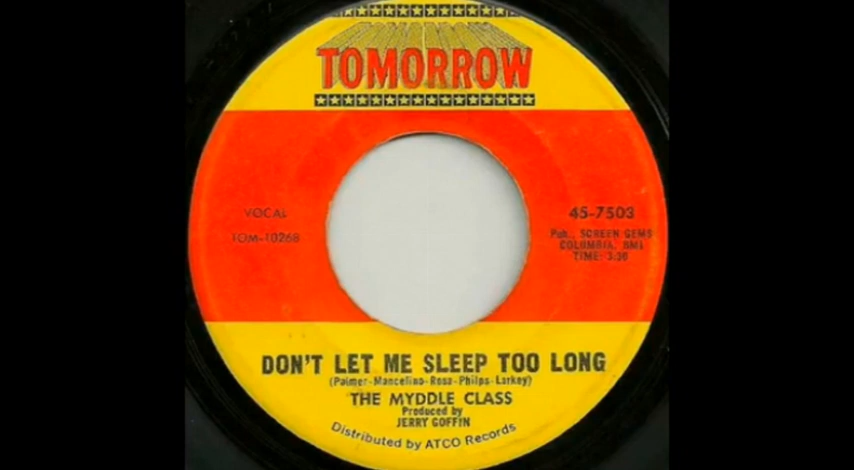 TOMORROW
VOCAL
TOM-10268
45-7503
Pub., SCREEN GEMS
COLUMBIA, BMI
TIME: 3:30
DON'T LET ME SLEEP TOO LONG
(Palmer-Mancelino-Rosa-Philps-Larkey)
THE MYDDLE CLASS
Produced by
JERRY GOFFIN
Distributed by ATCO Records